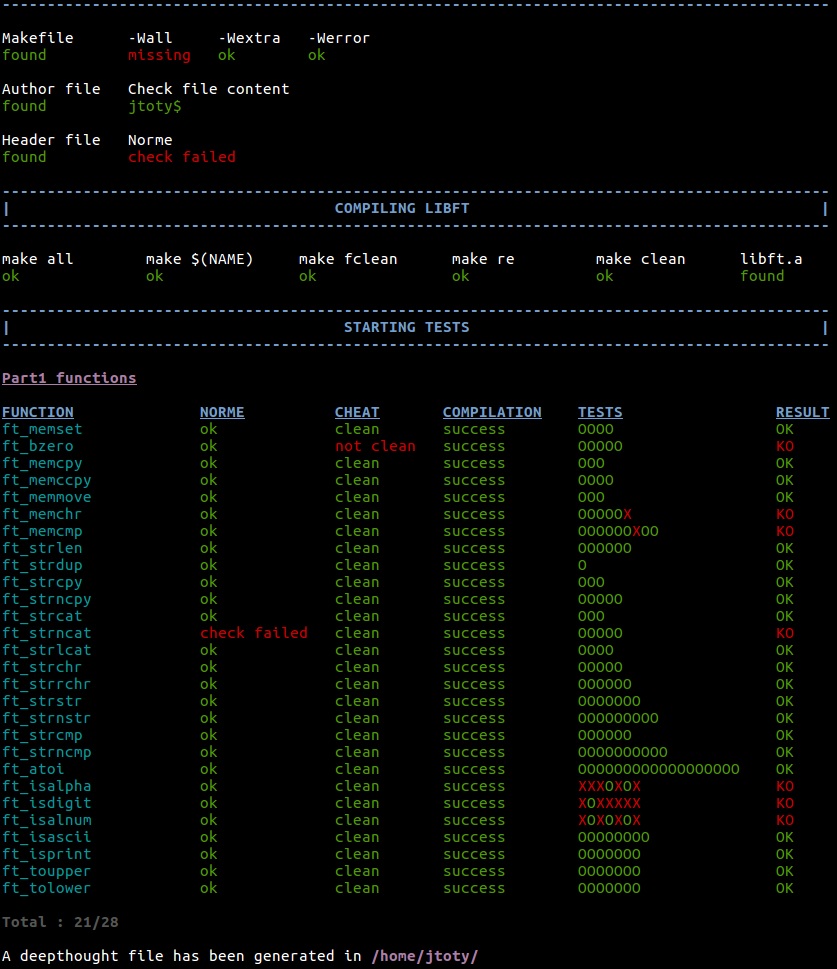 Makefile -Wall -Wextra -Werror
found missing ok ok
Author file Check file content
found jtoty$
Header file Norme
found check failed
| COMPILING LIBFT |
make all make $(NAME) make fclean make re make clean libft.a
ok ok ok ok ok found
| STARTING TESTS |
Part1 functions
FUNCTION NORME CHEAT COMPILATION TESTS RESULT
ft_memset ok clean success OOOO OK
ft_bzero ok not clean success OOOOO KO
ft_memcpy ok clean success OOO OK
ft_memccpy ok clean success OOOO OK
ft_memmove ok clean success OOO OK
ft_memchr ok clean success OOOOOX KO
ft_memcmp ok clean success OOOOOOXOO KO
ft_strlen ok clean success OOOOOO OK
ft_strdup ok clean success O OK
ft_strcpy ok clean success OOO OK
ft_strncpy ok clean success OOOOO OK
ft_strcat ok clean success OOO OK
ft_strncat check failed clean success OOOOO KO
ft_strlcat ok clean success OOOO OK
ft_strchr ok clean success OOOOO OK
ft_strrchr ok clean success OOOOOO OK
ft_strstr ok clean success OOOOOOO OK
ft_strnstr ok clean success OOOOOOOOO OK
ft_strcmp ok clean success OOOOOO OK
ft_strncmp ok clean success OOOOOOOOOO OK
ft_atoi ok clean success OOOOOOOOOOOOOOOOOO OK
ft_isalpha ok clean success XXXOXOX KO
ft_isdigit ok clean success XOXXXXX KO
ft_isalnum ok clean success XOXOXOX KO
ft_isascii ok clean success OOOOOOOO OK
ft_isprint ok clean success OOOOOOO OK
ft_toupper ok clean success OOOOOOO OK
ft_tolower ok clean success OOOOOOO OK
Total : 21/28
A deepthought file has been generated in /home/jtoty/